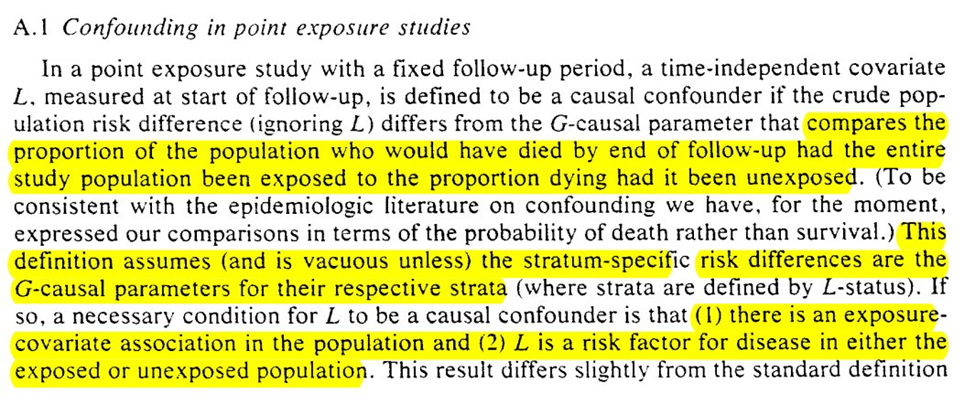 A.1 Confounding in point exposure studies
In a point exposure study with a fixed follow-up period, a time-independent covariate
L, measured at start of follow-up, is defined to be a causal confounder if the crude pop-
ulation risk difference (ignoring L) differs from the G-causal parameter that compares the
proportion of the population who would have died by end of follow-up had the entire
study population been exposed to the proportion dying had it been unexposed. (To be
consistent with the epidemiologic literature on confounding we have, for the moment,
expressed our comparisons in terms of the probability of death rather than survival.) This
definition assumes (and is vacuous unless) the stratum-specific risk differences are the
G-causal parameters for their respective strata (where strata are defined by L-status). If
so, a necessary condition for L to be a causal confounder is that (1) there is an exposure-
covariate association in the population and (2) L is a risk factor for disease in either the
exposed or unexposed population. This result differs slightly from the standard definition